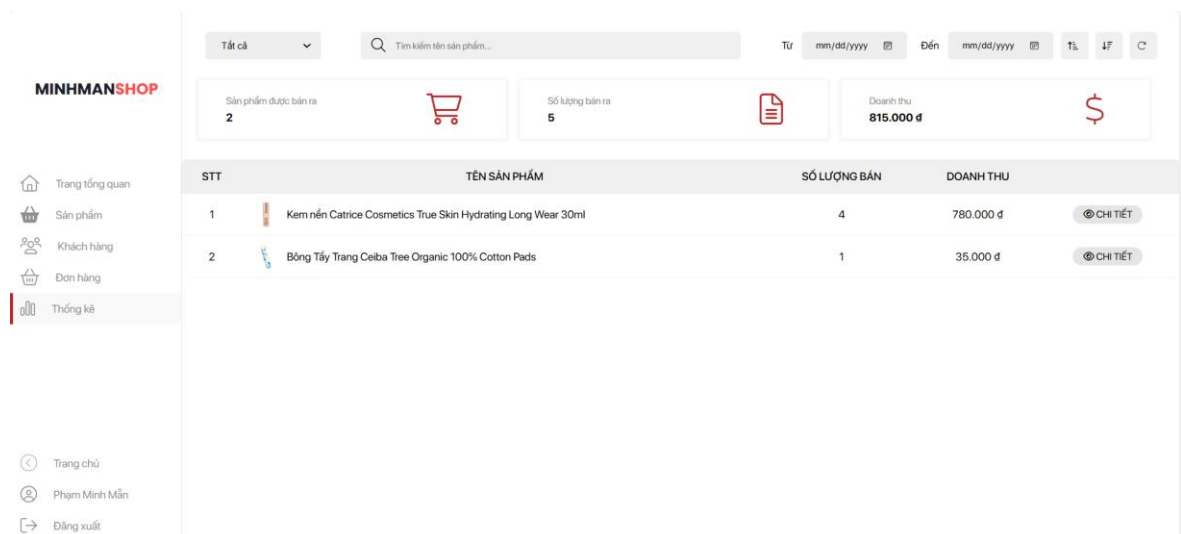 Tất cả
Tìm kiếm tên sản phẩm...
Từ mm/dd/yyyy Đến mm/dd/yyyy
MINHMANSHOP
Sản phẩm được bán ra
2
Số lượng bán ra
5
Doanh thu
815.000 đ
Trang tổng quan
Sản phẩm
Khách hàng
Đơn hàng
Thống kê
STT TÊN SẢN PHẨM SỐ LƯỢNG BÁN DOANH THU
1 Kem nền Catrice Cosmetics True Skin Hydrating Long Wear 30ml 4 780.000 đ CHI TIẾT
2 Bông Tẩy Trang Ceiba Tree Organic 100% Cotton Pads 1 35.000 đ CHI TIẾT
Trang chủ
Phạm Minh Mẫn
Đăng xuất